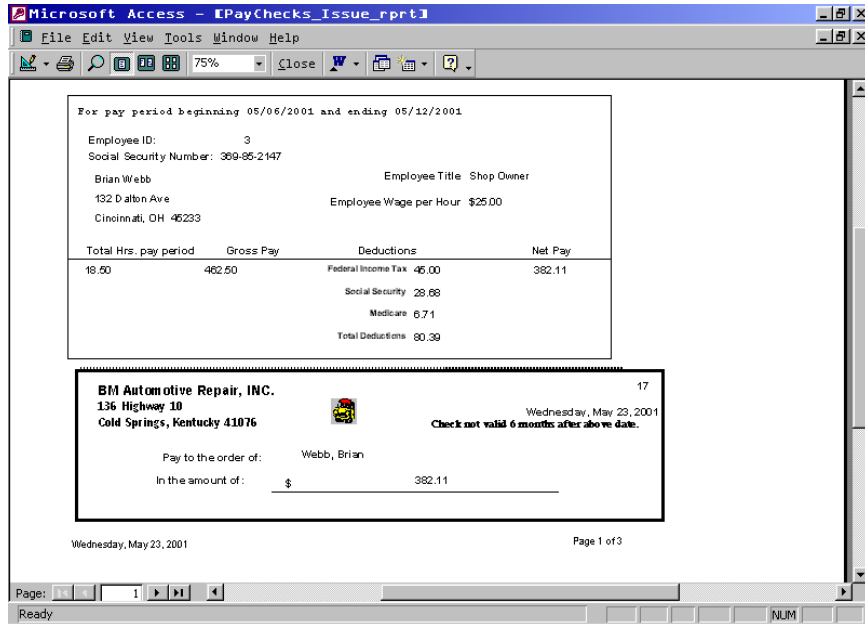 Microsoft Access - [PayChecks_Issue_rprt]
File Edit View Tools Window Help
75% Close W
For pay period beginning 05/06/2001 and ending 05/12/2001
Employee ID: 3
Social Security Number: 369-85-2147
Brian Webb
Employee Title Shop Owner
132 Dalton Ave
Employee Wage per Hour $25.00
Cincinnati, OH 45233
Total Hrs. pay period Gross Pay Deductions Net Pay
18.50 462.50 Federal Income Tax 45.00 382.11
Social Security 28.68
Medicare 6.71
Total Deductions 80.39
17
BM Automotive Repair, INC.
136 Highway 10
Wednesday, May 23, 2001
Cold Springs, Kentucky 41076
Check not valid 6 months after above date.
Pay to the order of: Webb, Brian
In the amount of: $ 382.11
Wednesday, May 23, 2001 Page 1 of 3
Page: 1
Ready NUM